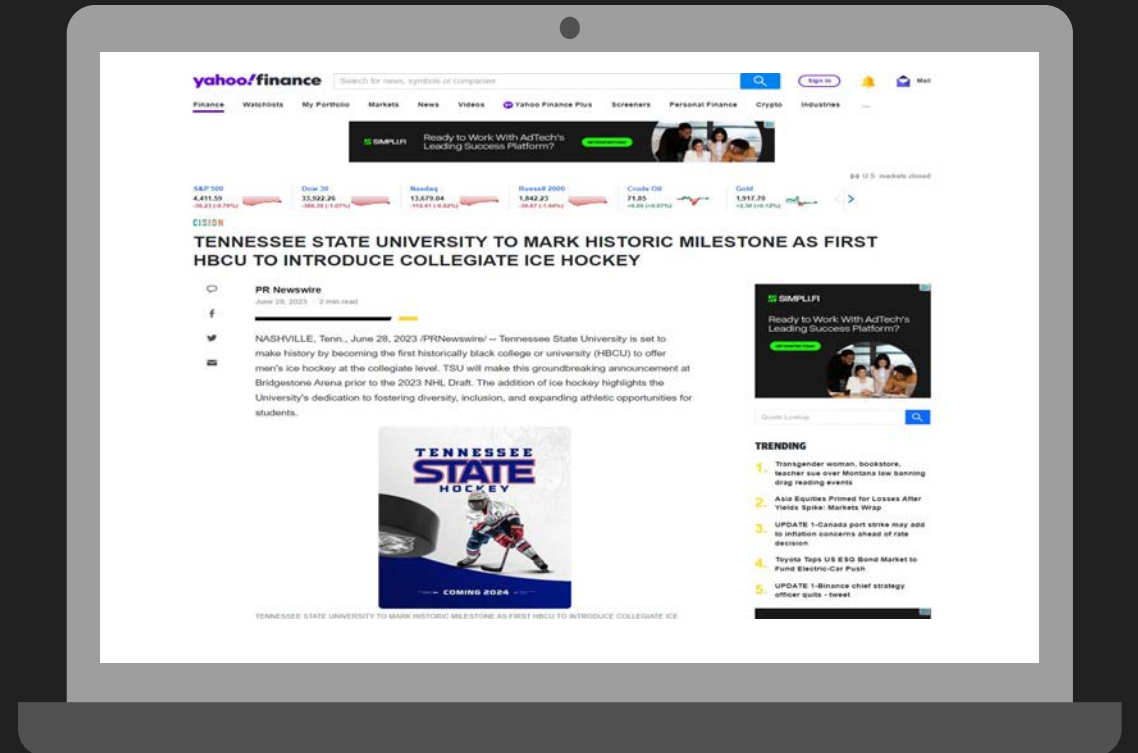 yahoo!finance
Search for news, symbols or companies
Sign in
Mail
Finance Watchlists My Portfolio Markets News Videos Yahoo Finance Plus Screeners Personal Finance Crypto Industries ...
SIMPLI.FI
Ready to Work With AdTech's
Leading Success Platform?
U.S. markets closed
S&P 500 Dow 30 Nasdaq Russell 2000 Crude Oil Gold
4,411.59 33,922.26 13,679.04 1,842.23 71.85 1,917.70
CISION
TENNESSEE STATE UNIVERSITY TO MARK HISTORIC MILESTONE AS FIRST
HBCU TO INTRODUCE COLLEGIATE ICE HOCKEY
PR Newswire
June 28, 2023 · 2 min read
NASHVILLE, Tenn., June 28, 2023 /PRNewswire/ -- Tennessee State University is set to
make history by becoming the first historically black college or university (HBCU) to offer
men's ice hockey at the collegiate level. TSU will make this groundbreaking announcement at
Bridgestone Arena prior to the 2023 NHL Draft. The addition of ice hockey highlights the
University's dedication to fostering diversity, inclusion, and expanding athletic opportunities for
students.
TENNESSEE
STATE
HOCKEY
COMING 2024
TENNESSEE STATE UNIVERSITY TO MARK HISTORIC MILESTONE AS FIRST HBCU TO INTRODUCE COLLEGIATE ICE
SIMPLI.FI
Ready to Work With AdTech's
Leading Success Platform?
Quote Lookup
TRENDING
1. Transgender woman, bookstore,
teacher sue over Montana law banning
drag reading events
2. Asia Equities Primed for Losses After
Yields Spike: Markets Wrap
3. UPDATE 1-Canada port strike may add
to inflation concerns ahead of rate
decision
4. Toyota Taps US ESG Bond Market to
Fund Electric-Car Push
5. UPDATE 1-Binance chief strategy
officer quits - tweet